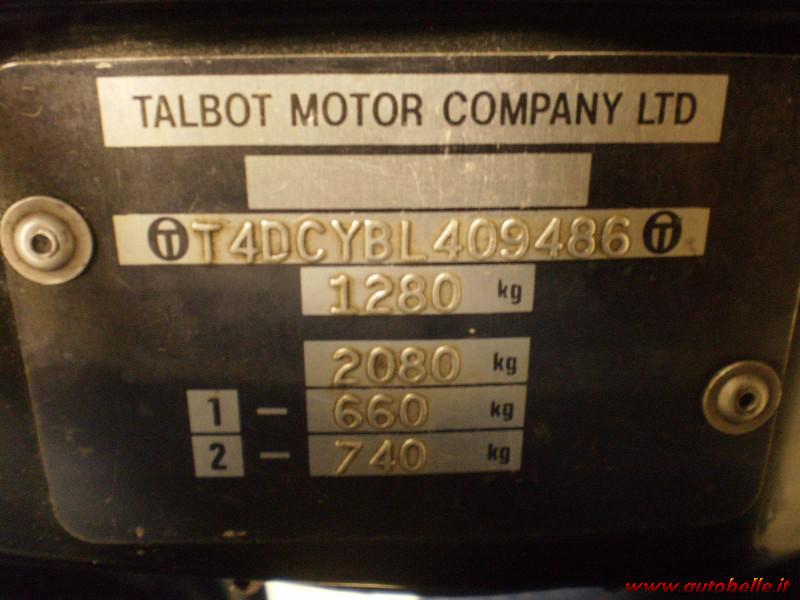 TALBOT MOTOR COMPANY LTD
T T4DCYBL409486 T
1280 kg
2080 kg
1 – 660 kg
2 – 740 kg
www.autobelle.it